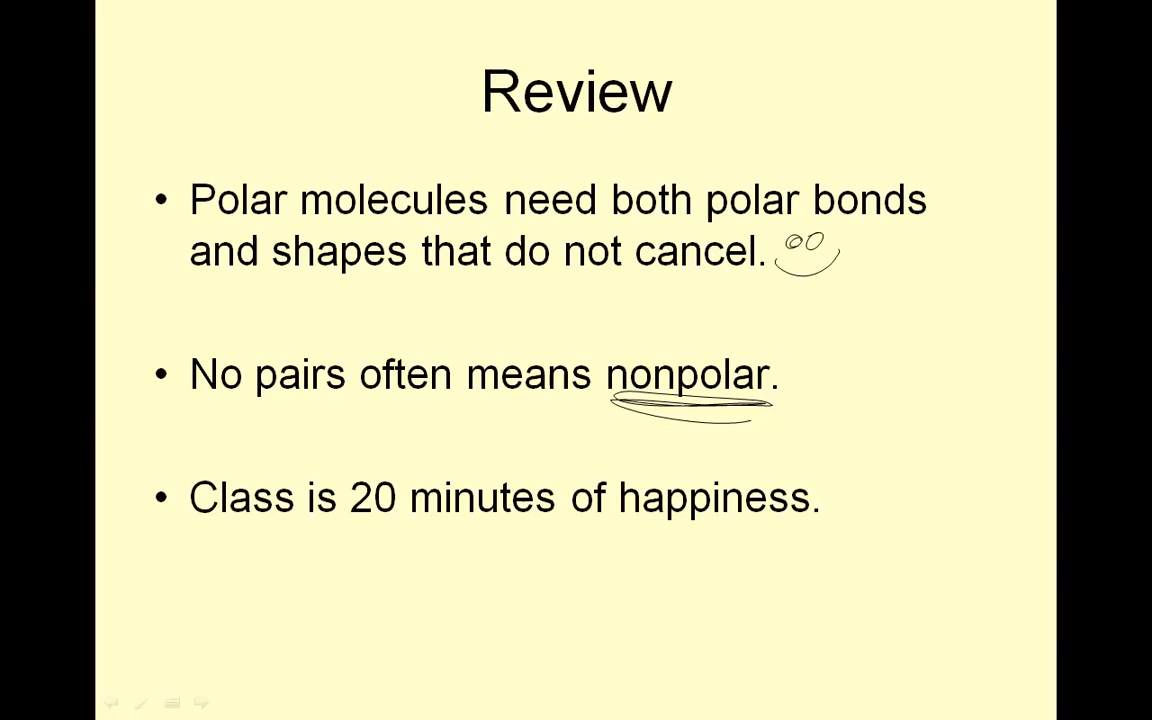 Review
• Polar molecules need both polar bonds
and shapes that do not cancel.
• No pairs often means nonpolar.
• Class is 20 minutes of happiness.